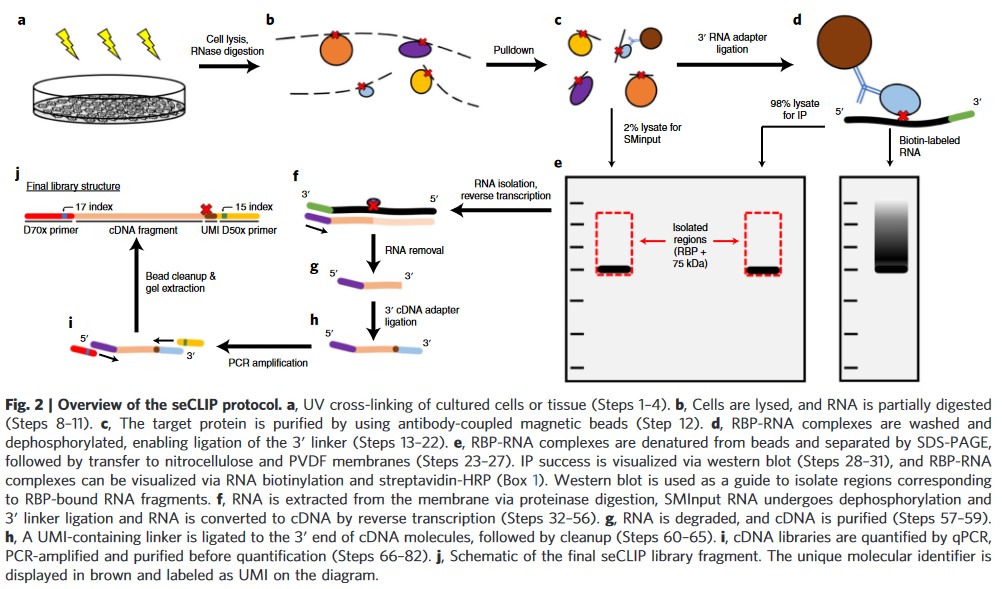 a
b
c
d
Cell lysis,
RNase digestion
Pulldown
3′ RNA adapter
ligation
5′
3′
2% lysate for
SMinput
98% lysate
for IP
Biotin-labeled
RNA
e
Isolated
regions
(RBP +
75 kDa)
RNA isolation,
reverse transcription
f
3′
5′
RNA removal
g
3′
3′ cDNA adapter
ligation
h
5′
3′
PCR amplification
i
5′
3′
Bead cleanup &
gel extraction
j
Final library structure
17 index
15 index
D70x primer
cDNA fragment
UMI D50x primer
Fig. 2 | Overview of the seCLIP protocol. a, UV cross-linking of cultured cells or tissue (Steps 1–4). b, Cells are lysed, and RNA is partially digested
(Steps 8–11). c, The target protein is purified by using antibody-coupled magnetic beads (Step 12). d, RBP-RNA complexes are washed and
dephosphorylated, enabling ligation of the 3′ linker (Steps 13–22). e, RBP-RNA complexes are denatured from beads and separated by SDS-PAGE,
followed by transfer to nitrocellulose and PVDF membranes (Steps 23–27). IP success is visualized via western blot (Steps 28–31), and RBP-RNA
complexes can be visualized via RNA biotinylation and streptavidin-HRP (Box 1). Western blot is used as a guide to isolate regions corresponding
to RBP-bound RNA fragments. f, RNA is extracted from the membrane via proteinase digestion, SMInput RNA undergoes dephosphorylation and
3′ linker ligation and RNA is converted to cDNA by reverse transcription (Steps 32–56). g, RNA is degraded, and cDNA is purified (Steps 57–59).
h, A UMI-containing linker is ligated to the 3′ end of cDNA molecules, followed by cleanup (Steps 60–65). i, cDNA libraries are quantified by qPCR,
PCR-amplified and purified before quantification (Steps 66–82). j, Schematic of the final seCLIP library fragment. The unique molecular identifier is
displayed in brown and labeled as UMI on the diagram.